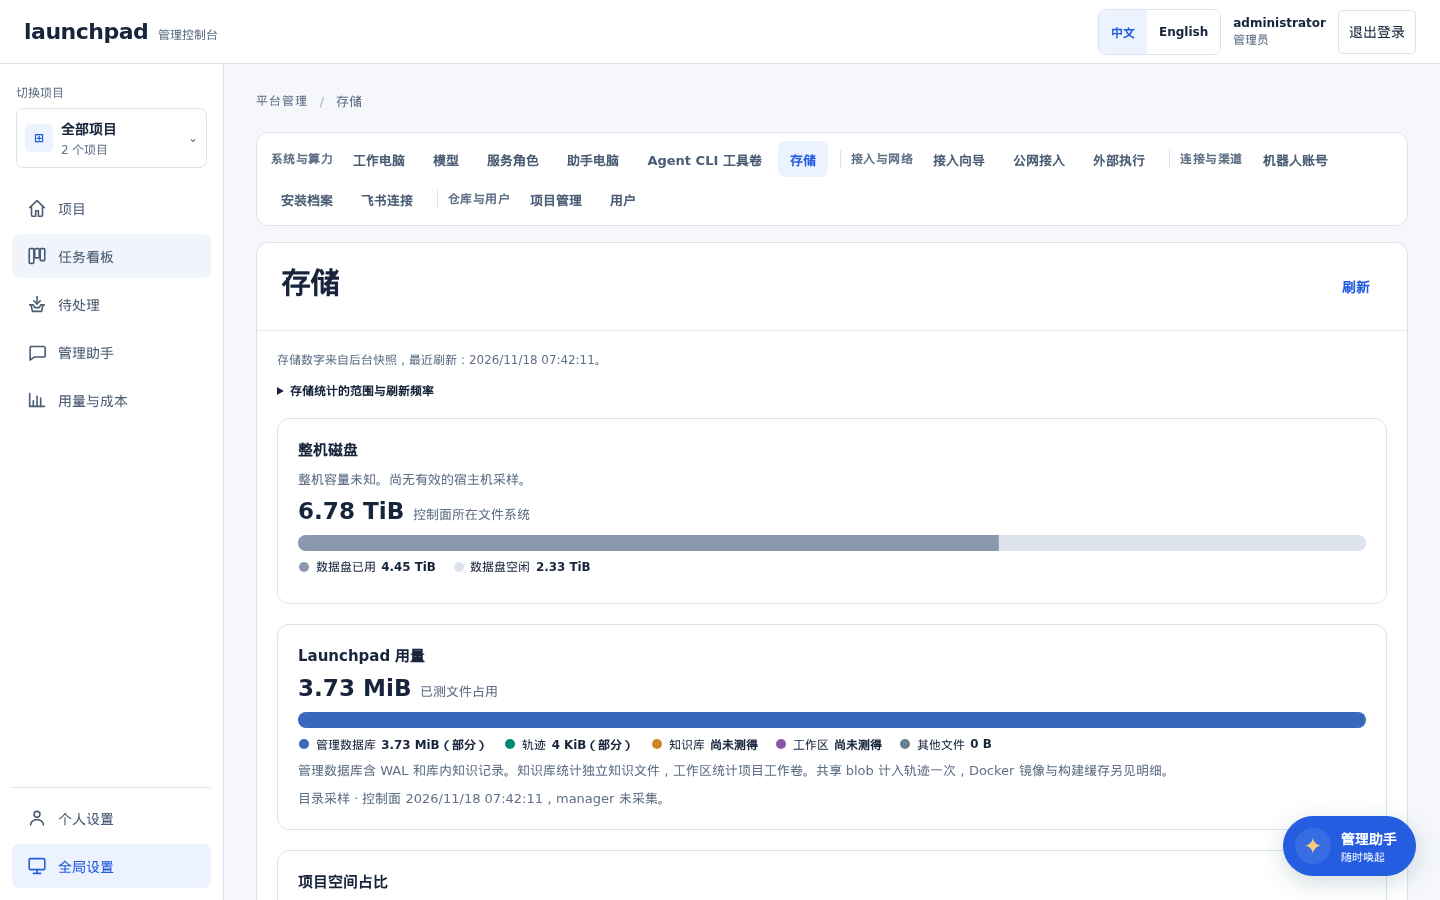 launchpad 管理控制台
中文 English
administrator
管理员
退出登录
切换项目
全部项目
2 个项目
项目
任务看板
待处理
管理助手
用量与成本
个人设置
全局设置
平台管理 / 存储
系统与算力 工作电脑 模型 服务角色 助手电脑 Agent CLI 工具卷 存储 接入与网络 接入向导 公网接入 外部执行 连接与渠道 机器人账号
安装档案 飞书连接 仓库与用户 项目管理 用户
存储
刷新
存储数字来自后台快照，最近刷新：2026/11/18 07:42:11。
存储统计的范围与刷新频率
整机磁盘
整机容量未知。尚无有效的宿主机采样。
6.78 TiB 控制面所在文件系统
数据盘已用 4.45 TiB 数据盘空闲 2.33 TiB
Launchpad 用量
3.73 MiB 已测文件占用
管理数据库 3.73 MiB（部分） 轨迹 4 KiB（部分） 知识库 尚未测得 工作区 尚未测得 其他文件 0 B
管理数据库含 WAL 和库内知识记录。知识库统计独立知识文件，工作区统计项目工作卷。共享 blob 计入轨迹一次，Docker 镜像与构建缓存另见明细。
目录采样 · 控制面 2026/11/18 07:42:11，manager 未采集。
项目空间占比
管理助手
随时唤起